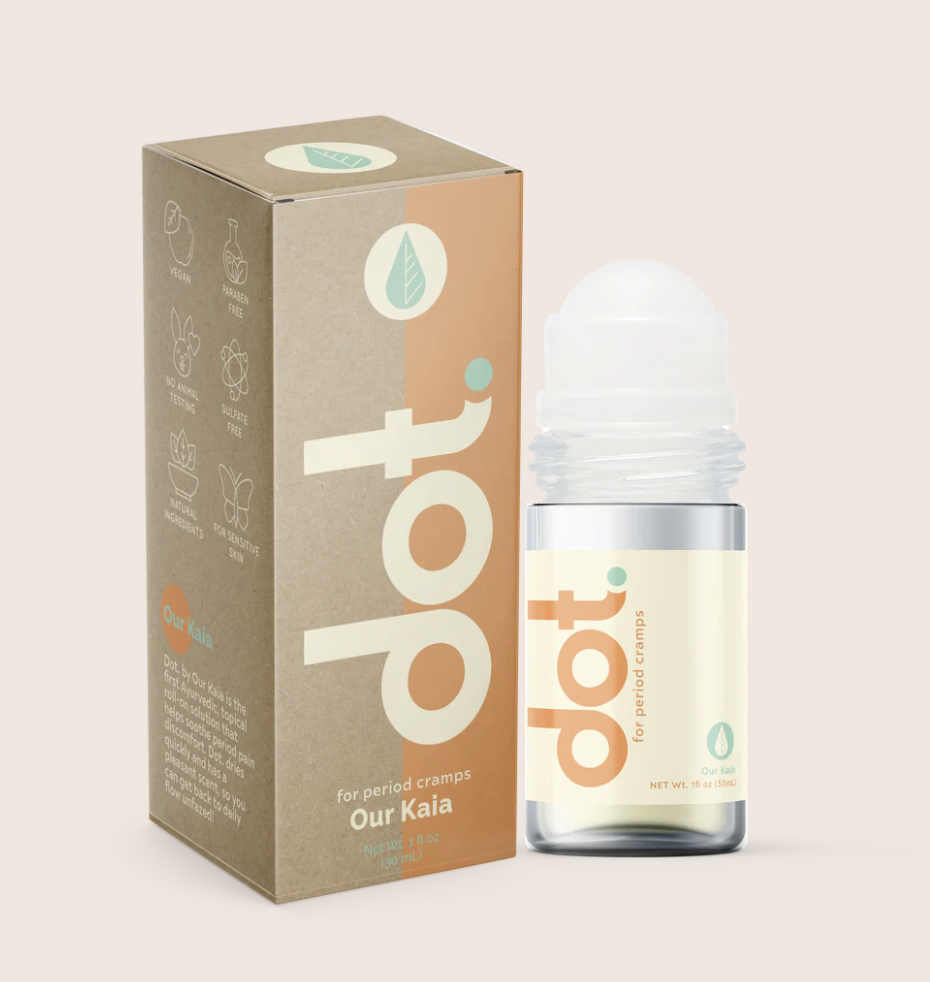 VEGAN
PARABEN
FREE
NO ANIMAL
TESTING
SULFATE
FREE
NATURAL
INGREDIENTS
FOR SENSITIVE
SKIN
Our Kaia
Dot. by Our Kaia is the
first Ayurvedic, topical
roll-on solution that
helps soothe period pain
discomfort. Dot. dries
quickly and has a
pleasant scent, so you
can get back to daily
flow unfazed!
dot.
for period cramps
Our Kaia
Net Wt. 1 fl oz
(30 mL)
dot.
for period cramps
Our Kaia
NET Wt. 1fl oz (30mL)